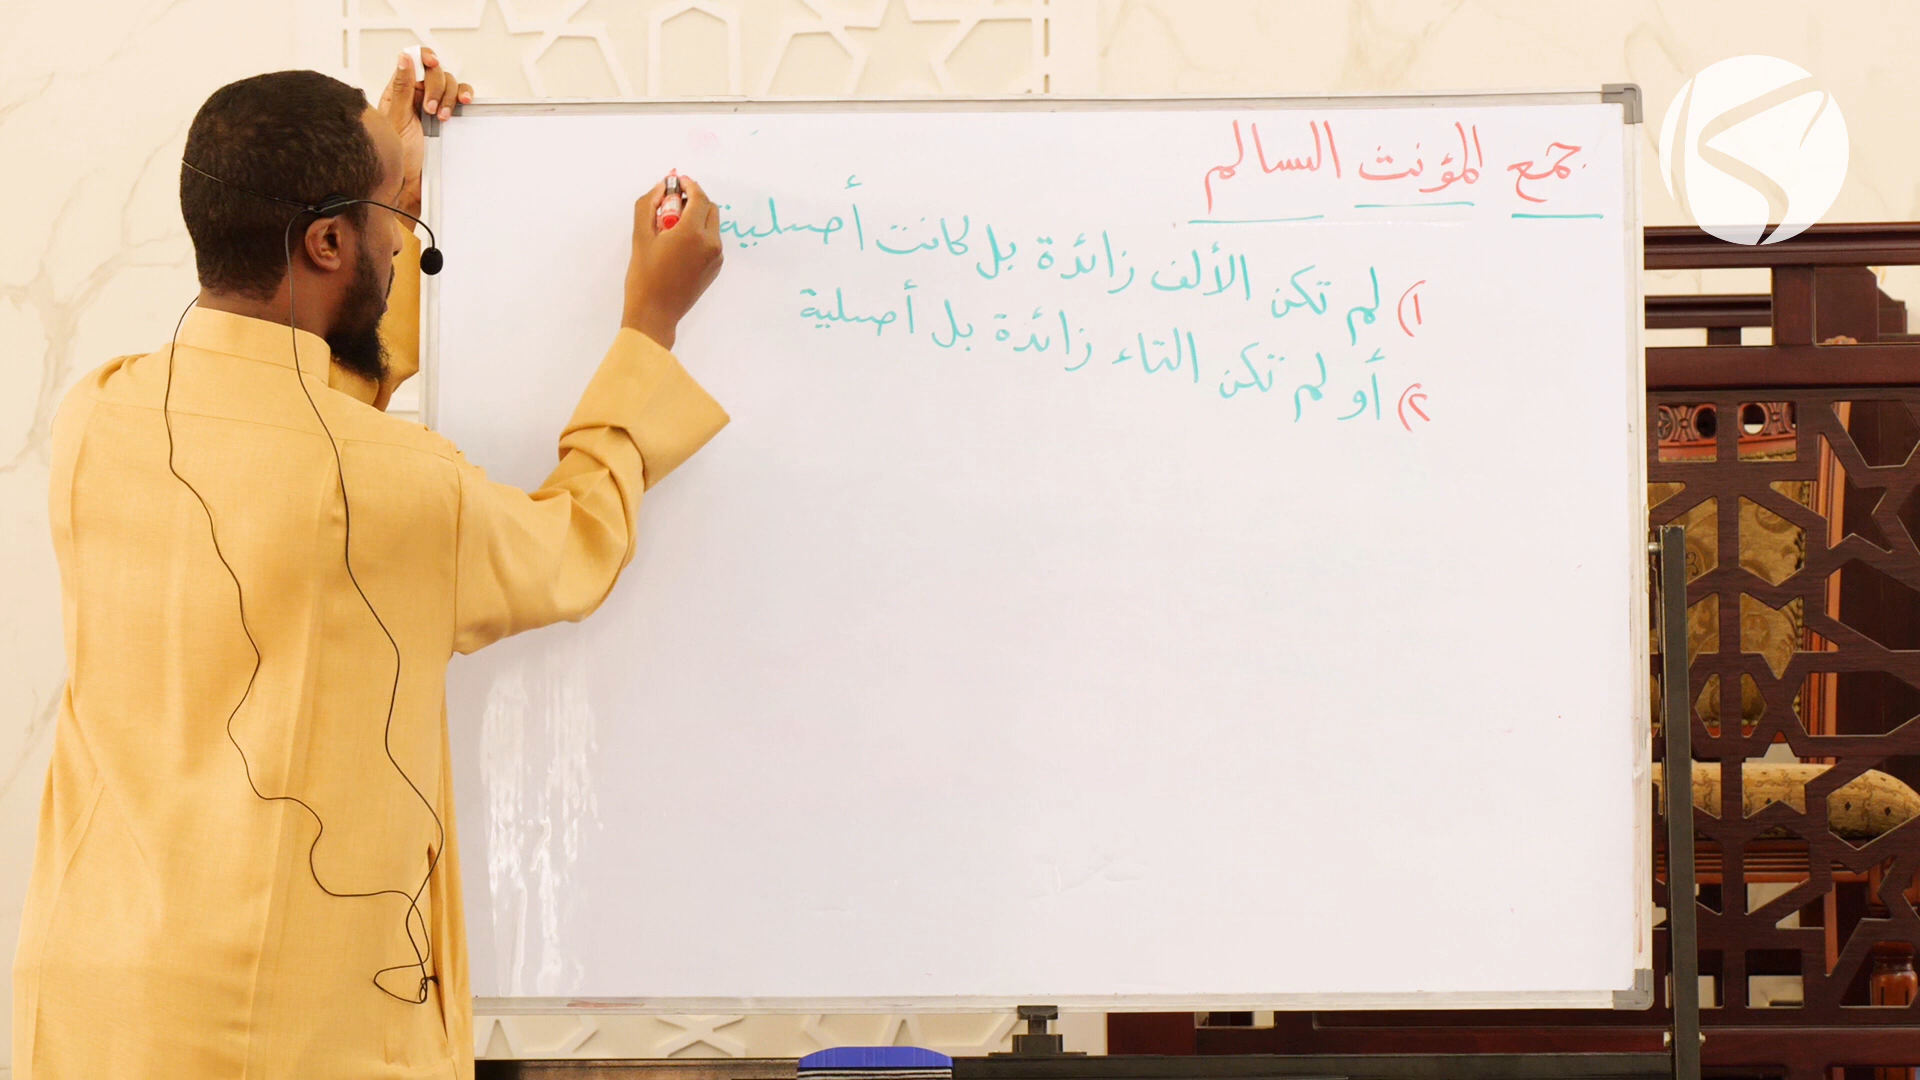 جمع المؤنث السالم
١) لم تكن الألف زائدة بل كانت أصلية
٢) أو لم تكن التاء زائدة بل أصلية